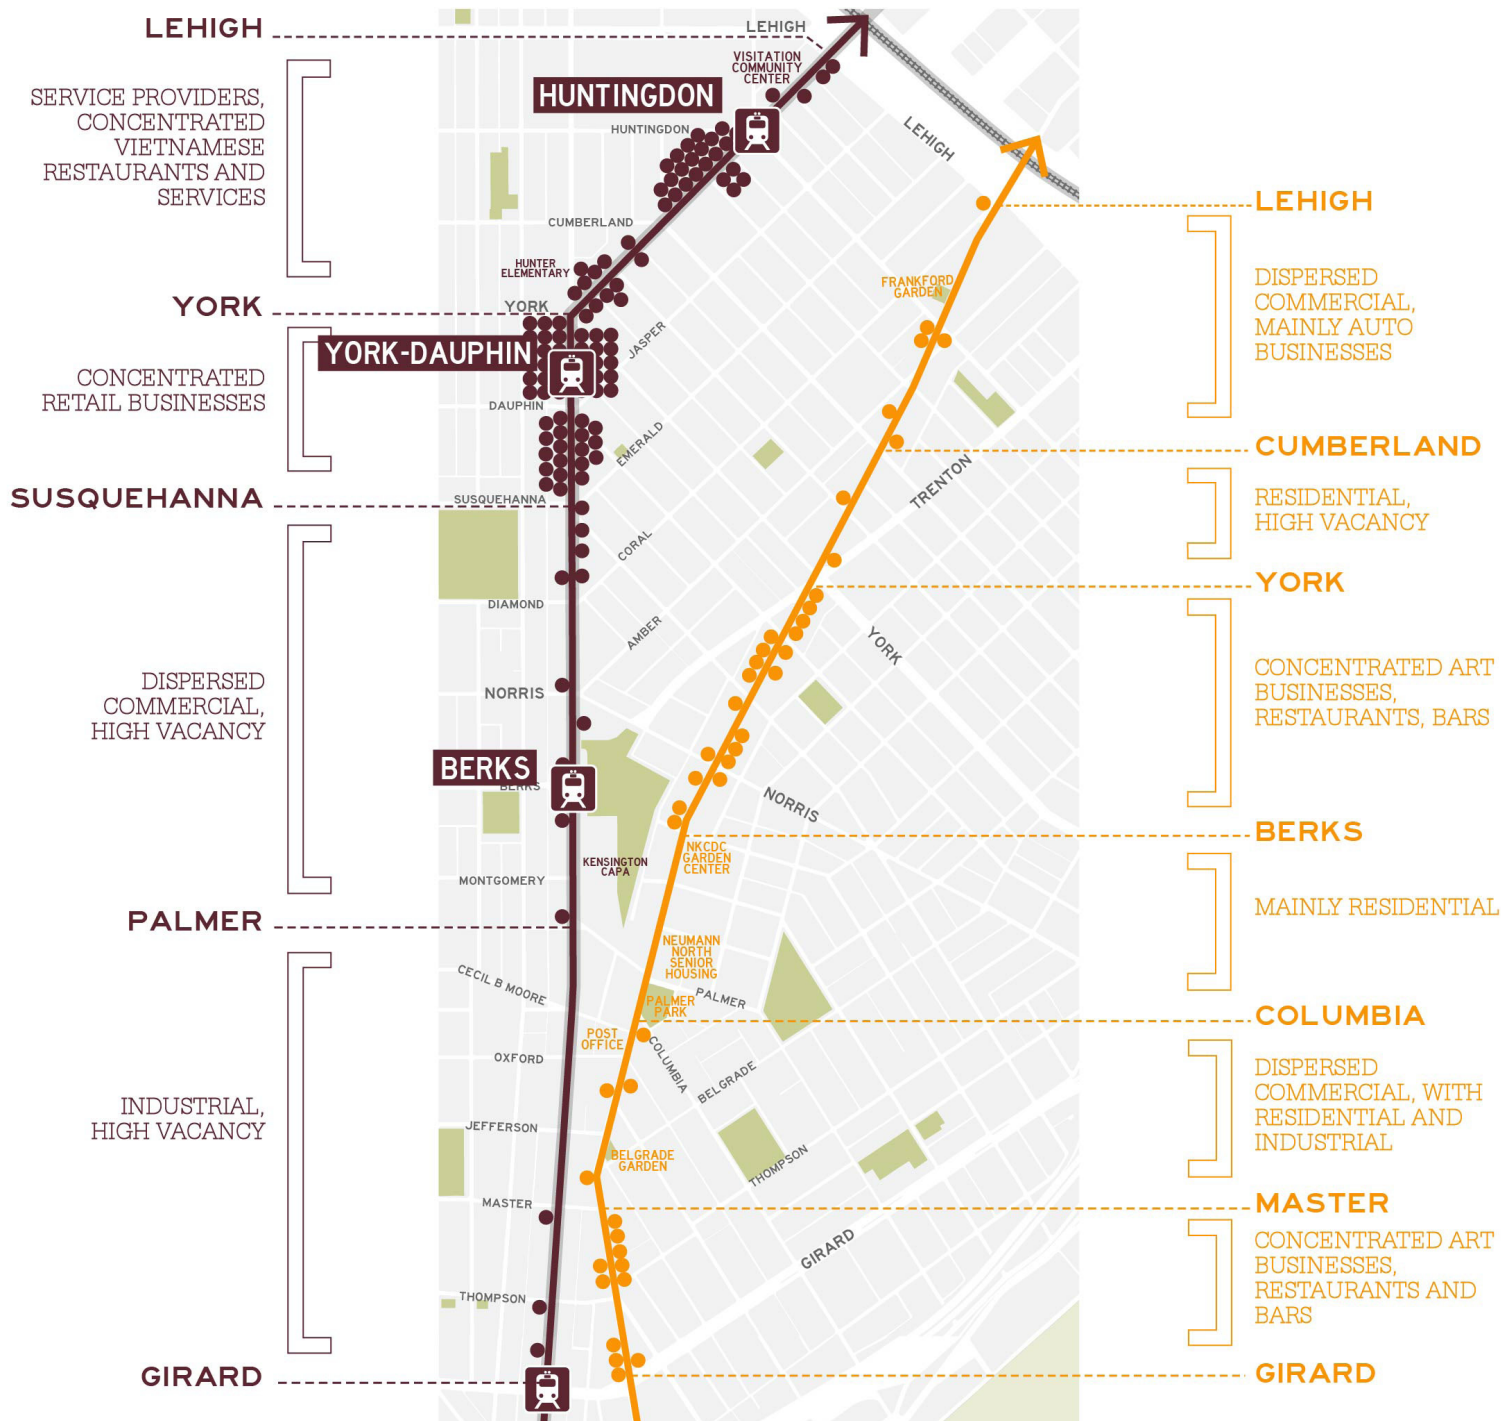 LEHIGH
SERVICE PROVIDERS,
CONCENTRATED
VIETNAMESE
RESTAURANTS AND
SERVICES
YORK
CONCENTRATED
RETAIL BUSINESSES
SUSQUEHANNA
DISPERSED
COMMERCIAL,
HIGH VACANCY
PALMER
INDUSTRIAL,
HIGH VACANCY
GIRARD
LEHIGH
VISITATION
COMMUNITY
CENTER
HUNTINGDON
HUNTINGDON
LEHIGH
CUMBERLAND
HUNTER
ELEMENTARY
YORK
YORK-DAUPHIN
JASPER
DAUPHIN
EMERALD
SUSQUEHANNA
CORAL
DIAMOND
AMBER
NORRIS
BERKS
BERKS
KENSINGTON
CAPA
MONTGOMERY
CECIL B MOORE
OXFORD
JEFFERSON
MASTER
THOMPSON
FRANKFORD
GARDEN
TRENTON
YORK
NORRIS
NKCDC
GARDEN
CENTER
NEUMANN
NORTH
SENIOR
HOUSING
PALMER
PARK
PALMER
POST
OFFICE
COLUMBIA
BELGRADE
BELGRADE
GARDEN
THOMPSON
GIRARD
LEHIGH
DISPERSED
COMMERCIAL,
MAINLY AUTO
BUSINESSES
CUMBERLAND
RESIDENTIAL,
HIGH VACANCY
YORK
CONCENTRATED ART
BUSINESSES,
RESTAURANTS, BARS
BERKS
MAINLY RESIDENTIAL
COLUMBIA
DISPERSED
COMMERCIAL, WITH
RESIDENTIAL AND
INDUSTRIAL
MASTER
CONCENTRATED ART
BUSINESSES,
RESTAURANTS AND
BARS
GIRARD